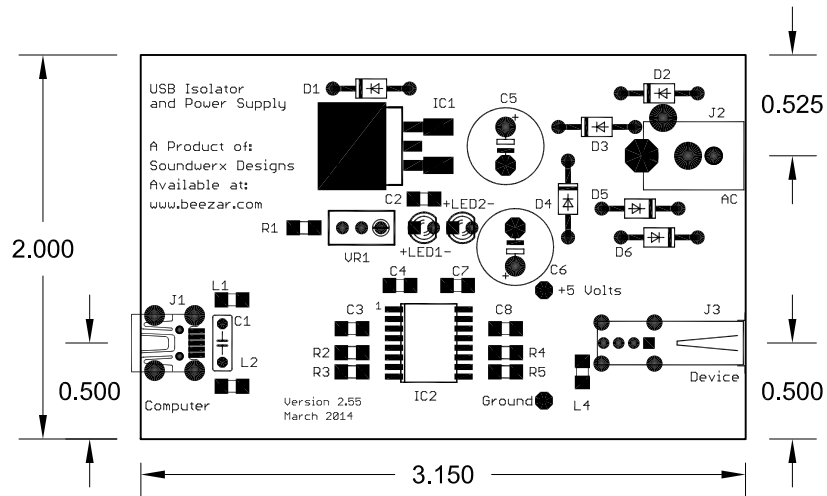 USB Isolator
and Power Supply
D1
IC1
C5
D2
0.525
J2
D3
A Product of:
Soundwerx Designs
Available at:
www.beezar.com
AC
C2
+LED2-
D4
D5
R1
VR1
+LED1-
D6
C6
2.000
C4
C7
+5 Volts
L1
J1
C1
C3
1
C8
J3
R2
R4
L2
R3
R5
0.500
Device
0.500
Computer
Version 2.55
March 2014
IC2
Ground
L4
3.150